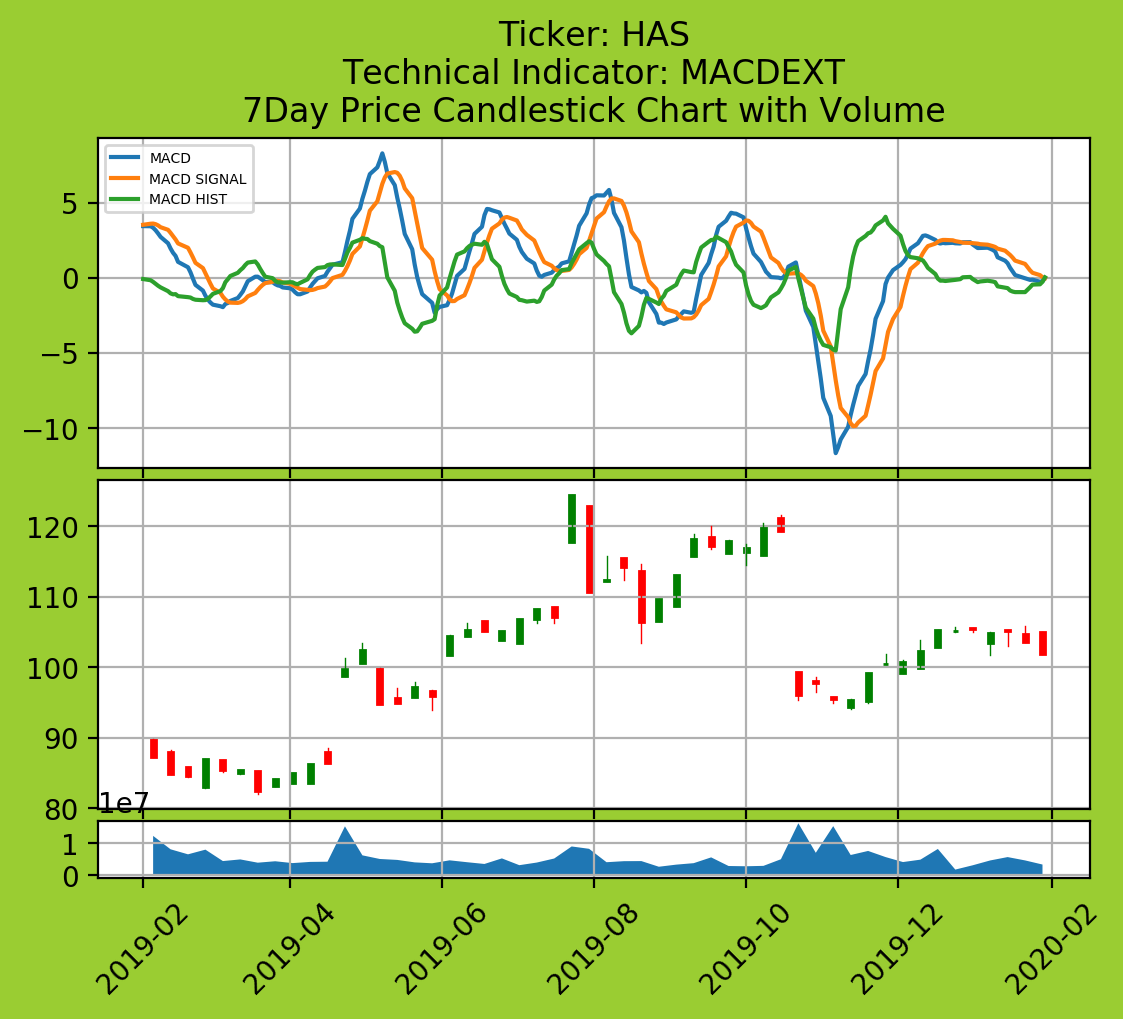 Ticker: HAS
Technical Indicator: MACDEXT
7Day Price Candlestick Chart with Volume
MACD
MACD SIGNAL
MACD HIST
5
0
−5
−10
120
110
100
90
80
1e7
1
0
2019-02
2019-04
2019-06
2019-08
2019-10
2019-12
2020-02